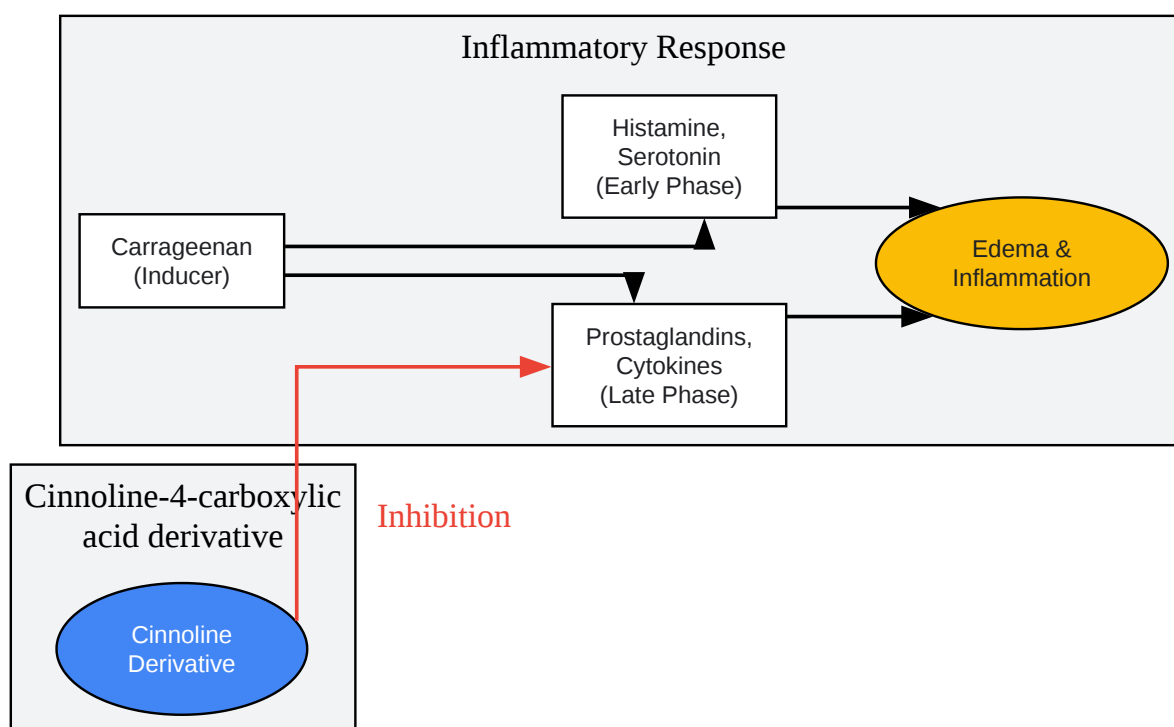 Inflammatory Response
Histamine,
Serotonin
(Early Phase)
Carrageenan
(Inducer)
Edema &
Inflammation
Prostaglandins,
Cytokines
(Late Phase)
Cinnoline-4-carboxylic
acid derivative
Inhibition
Cinnoline
Derivative